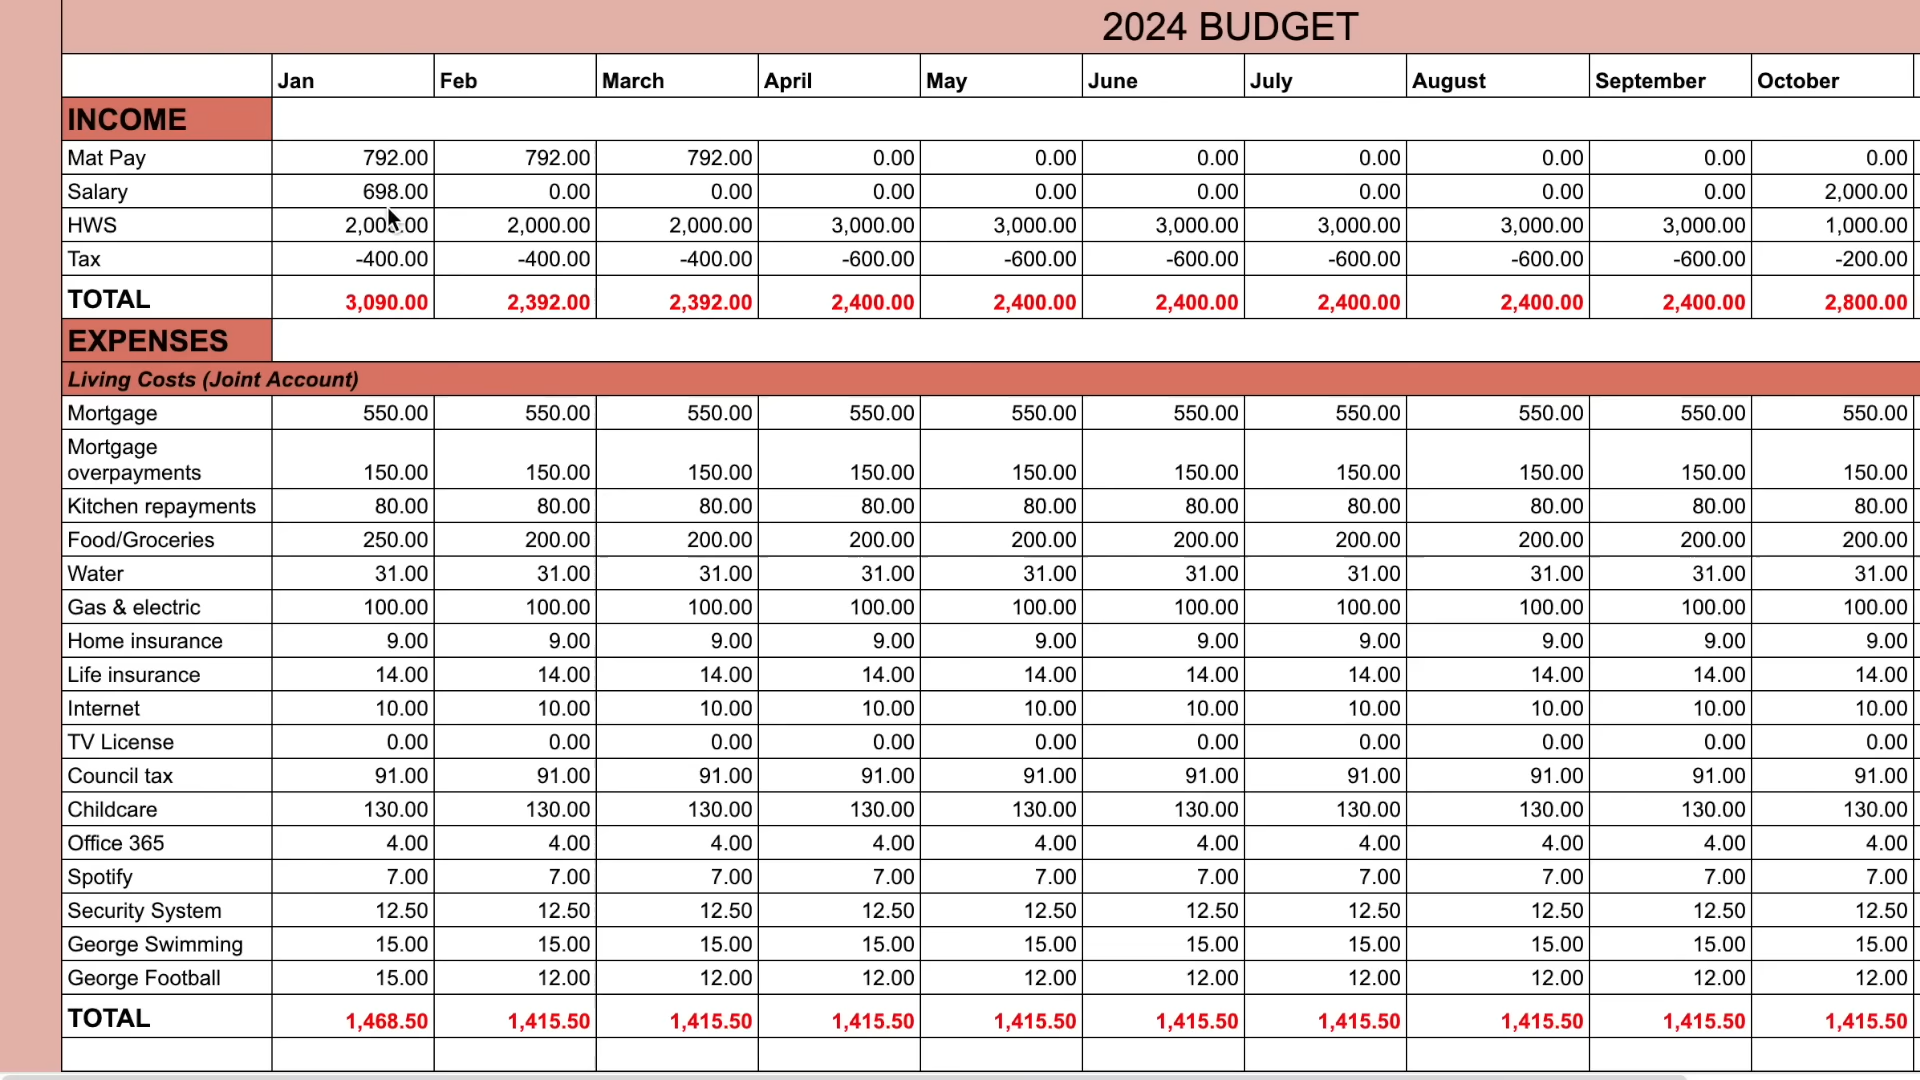 2024 BUDGET
Jan Feb March April May June July August September October
INCOME
Mat Pay 792.00 792.00 792.00 0.00 0.00 0.00 0.00 0.00 0.00 0.00
Salary 698.00 0.00 0.00 0.00 0.00 0.00 0.00 0.00 0.00 2,000.00
HWS 2,000.00 2,000.00 2,000.00 3,000.00 3,000.00 3,000.00 3,000.00 3,000.00 3,000.00 1,000.00
Tax -400.00 -400.00 -400.00 -600.00 -600.00 -600.00 -600.00 -600.00 -600.00 -200.00
TOTAL 3,090.00 2,392.00 2,392.00 2,400.00 2,400.00 2,400.00 2,400.00 2,400.00 2,400.00 2,800.00
EXPENSES
Living Costs (Joint Account)
Mortgage 550.00 550.00 550.00 550.00 550.00 550.00 550.00 550.00 550.00 550.00
Mortgage
overpayments 150.00 150.00 150.00 150.00 150.00 150.00 150.00 150.00 150.00 150.00
Kitchen repayments 80.00 80.00 80.00 80.00 80.00 80.00 80.00 80.00 80.00 80.00
Food/Groceries 250.00 200.00 200.00 200.00 200.00 200.00 200.00 200.00 200.00 200.00
Water 31.00 31.00 31.00 31.00 31.00 31.00 31.00 31.00 31.00 31.00
Gas & electric 100.00 100.00 100.00 100.00 100.00 100.00 100.00 100.00 100.00 100.00
Home insurance 9.00 9.00 9.00 9.00 9.00 9.00 9.00 9.00 9.00 9.00
Life insurance 14.00 14.00 14.00 14.00 14.00 14.00 14.00 14.00 14.00 14.00
Internet 10.00 10.00 10.00 10.00 10.00 10.00 10.00 10.00 10.00 10.00
TV License 0.00 0.00 0.00 0.00 0.00 0.00 0.00 0.00 0.00 0.00
Council tax 91.00 91.00 91.00 91.00 91.00 91.00 91.00 91.00 91.00 91.00
Childcare 130.00 130.00 130.00 130.00 130.00 130.00 130.00 130.00 130.00 130.00
Office 365 4.00 4.00 4.00 4.00 4.00 4.00 4.00 4.00 4.00 4.00
Spotify 7.00 7.00 7.00 7.00 7.00 7.00 7.00 7.00 7.00 7.00
Security System 12.50 12.50 12.50 12.50 12.50 12.50 12.50 12.50 12.50 12.50
George Swimming 15.00 15.00 15.00 15.00 15.00 15.00 15.00 15.00 15.00 15.00
George Football 15.00 12.00 12.00 12.00 12.00 12.00 12.00 12.00 12.00 12.00
TOTAL 1,468.50 1,415.50 1,415.50 1,415.50 1,415.50 1,415.50 1,415.50 1,415.50 1,415.50 1,415.50